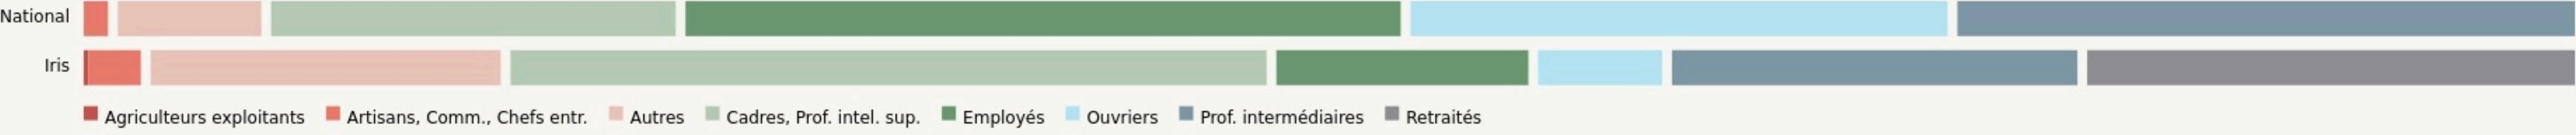 National
Iris
Agriculteurs exploitants Artisans, Comm., Chefs entr. Autres Cadres, Prof. intel. sup. Employés Ouvriers Prof. intermédiaires Retraités